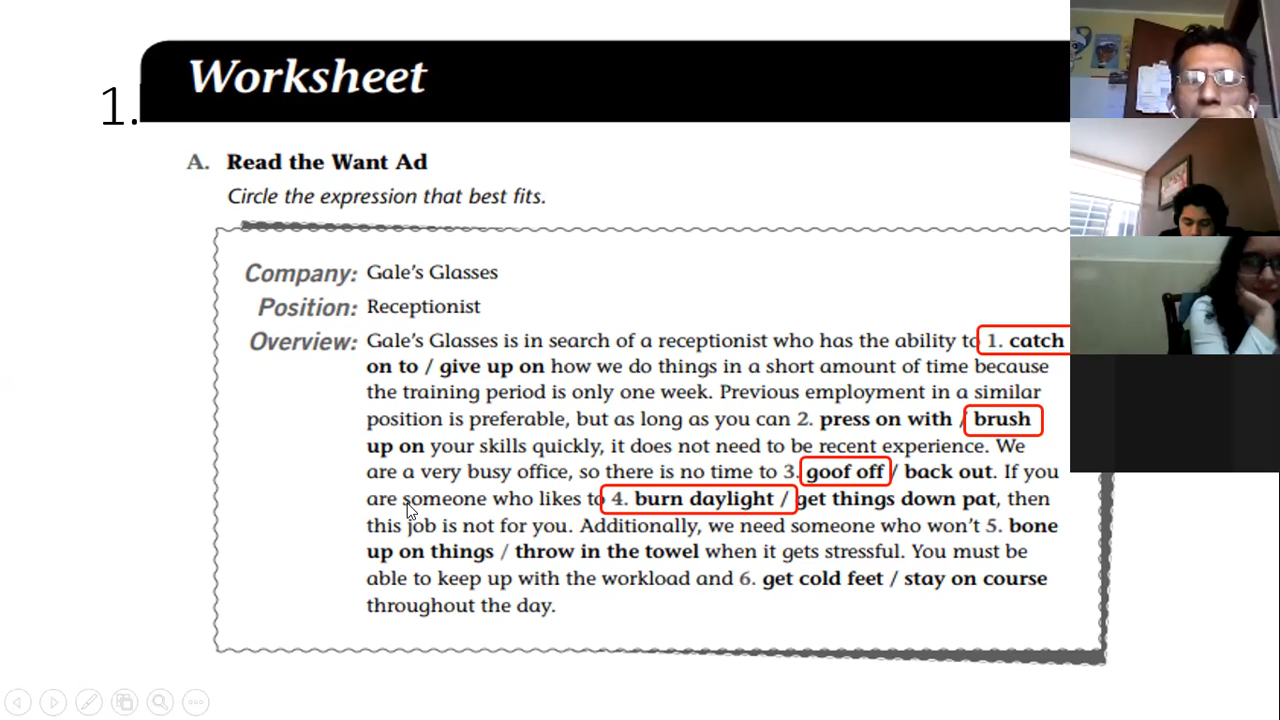 Worksheet
1.
A. Read the Want Ad
Circle the expression that best fits.
Company: Gale's Glasses
Position: Receptionist
Overview: Gale's Glasses is in search of a receptionist who has the ability to 1. catch
on to / give up on how we do things in a short amount of time because
the training period is only one week. Previous employment in a similar
position is preferable, but as long as you can 2. press on with / brush
up on your skills quickly, it does not need to be recent experience. We
are a very busy office, so there is no time to 3. goof off / back out. If you
are someone who likes to 4. burn daylight / get things down pat, then
this job is not for you. Additionally, we need someone who won't 5. bone
up on things / throw in the towel when it gets stressful. You must be
able to keep up with the workload and 6. get cold feet / stay on course
throughout the day.